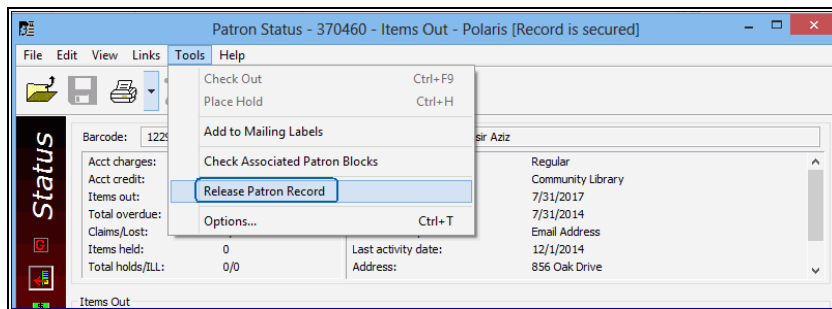 Patron Status - 370460 - Items Out - Polaris [Record is secured]
File Edit View Links Tools Help
Check Out Ctrl+F9
Place Hold Ctrl+H
Add to Mailing Labels
Check Associated Patron Blocks
Release Patron Record
Options... Ctrl+T
Status
Barcode: 1229 sir Aziz
Acct charges: Regular
Acct credit: Community Library
Items out: 7/31/2017
Total overdue: 7/31/2014
Claims/Lost: Email Address
Items held: 0 Last activity date: 12/1/2014
Total holds/ILL: 0/0 Address: 856 Oak Drive
Items Out